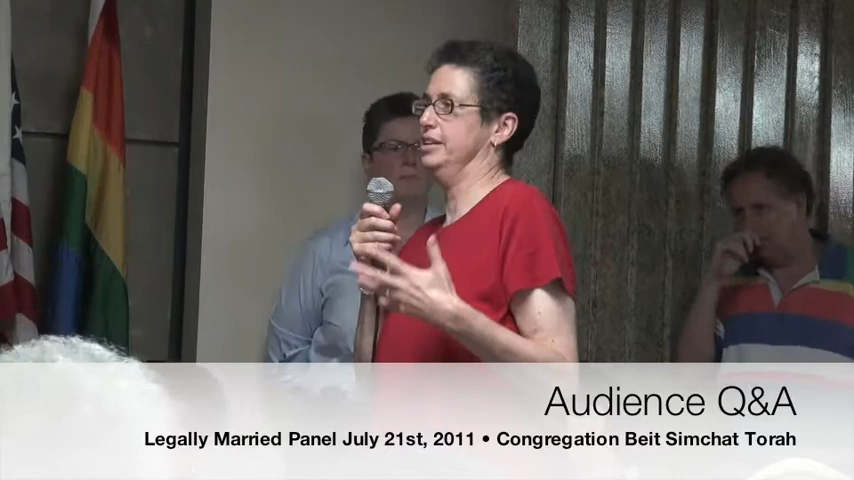 Audience Q&A
Legally Married Panel July 21st, 2011 • Congregation Beit Simchat Torah